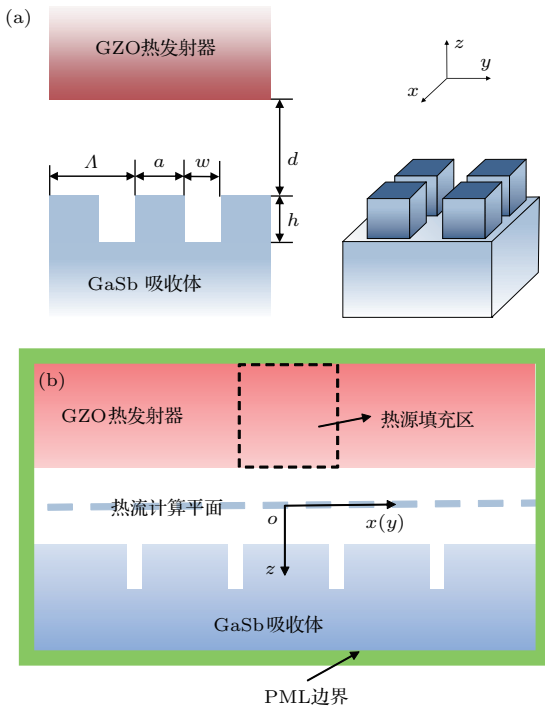 (a)
GZO热发射器
z
y
x
Λ
a
w
d
h
GaSb 吸收体
(b)
GZO热发射器
热源填充区
热流计算平面
o
x(y)
z
GaSb吸收体
PML边界